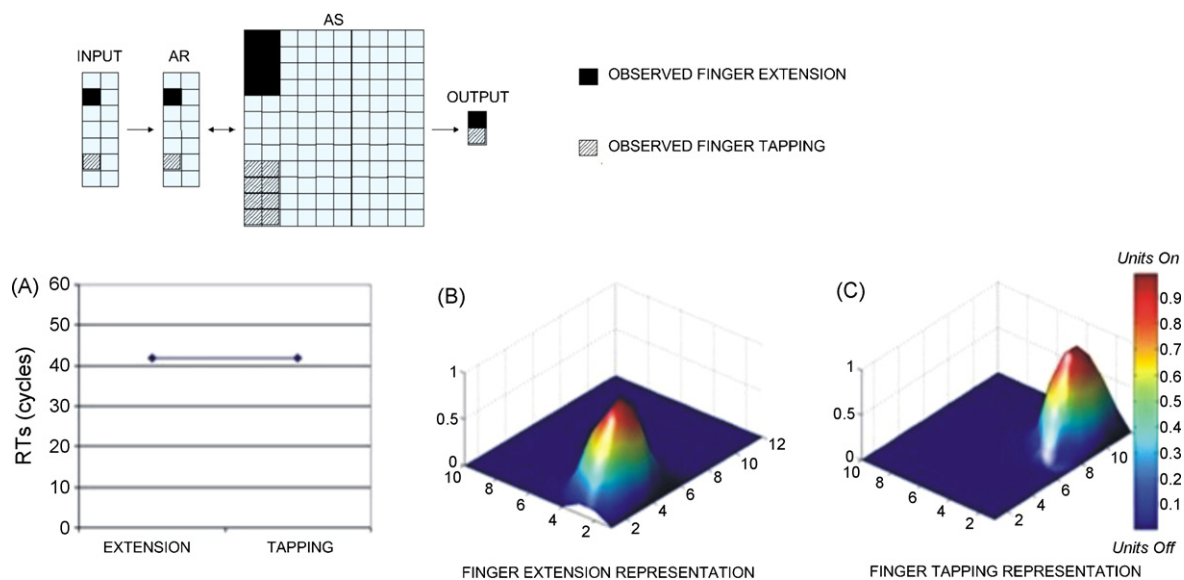 AS
INPUT AR
OUTPUT
OBSERVED FINGER EXTENSION
OBSERVED FINGER TAPPING
(A)
RTs (cycles)
60
50
40
30
20
10
0
EXTENSION TAPPING
(B)
1
0.5
0
10 8 6 4 2
2 4 6 8 10 12
FINGER EXTENSION REPRESENTATION
(C)
1
0.5
0
10 8 6 4 2
2 4 6 8 10
FINGER TAPPING REPRESENTATION
Units On
0.9
0.8
0.7
0.6
0.5
0.4
0.3
0.2
0.1
Units Off